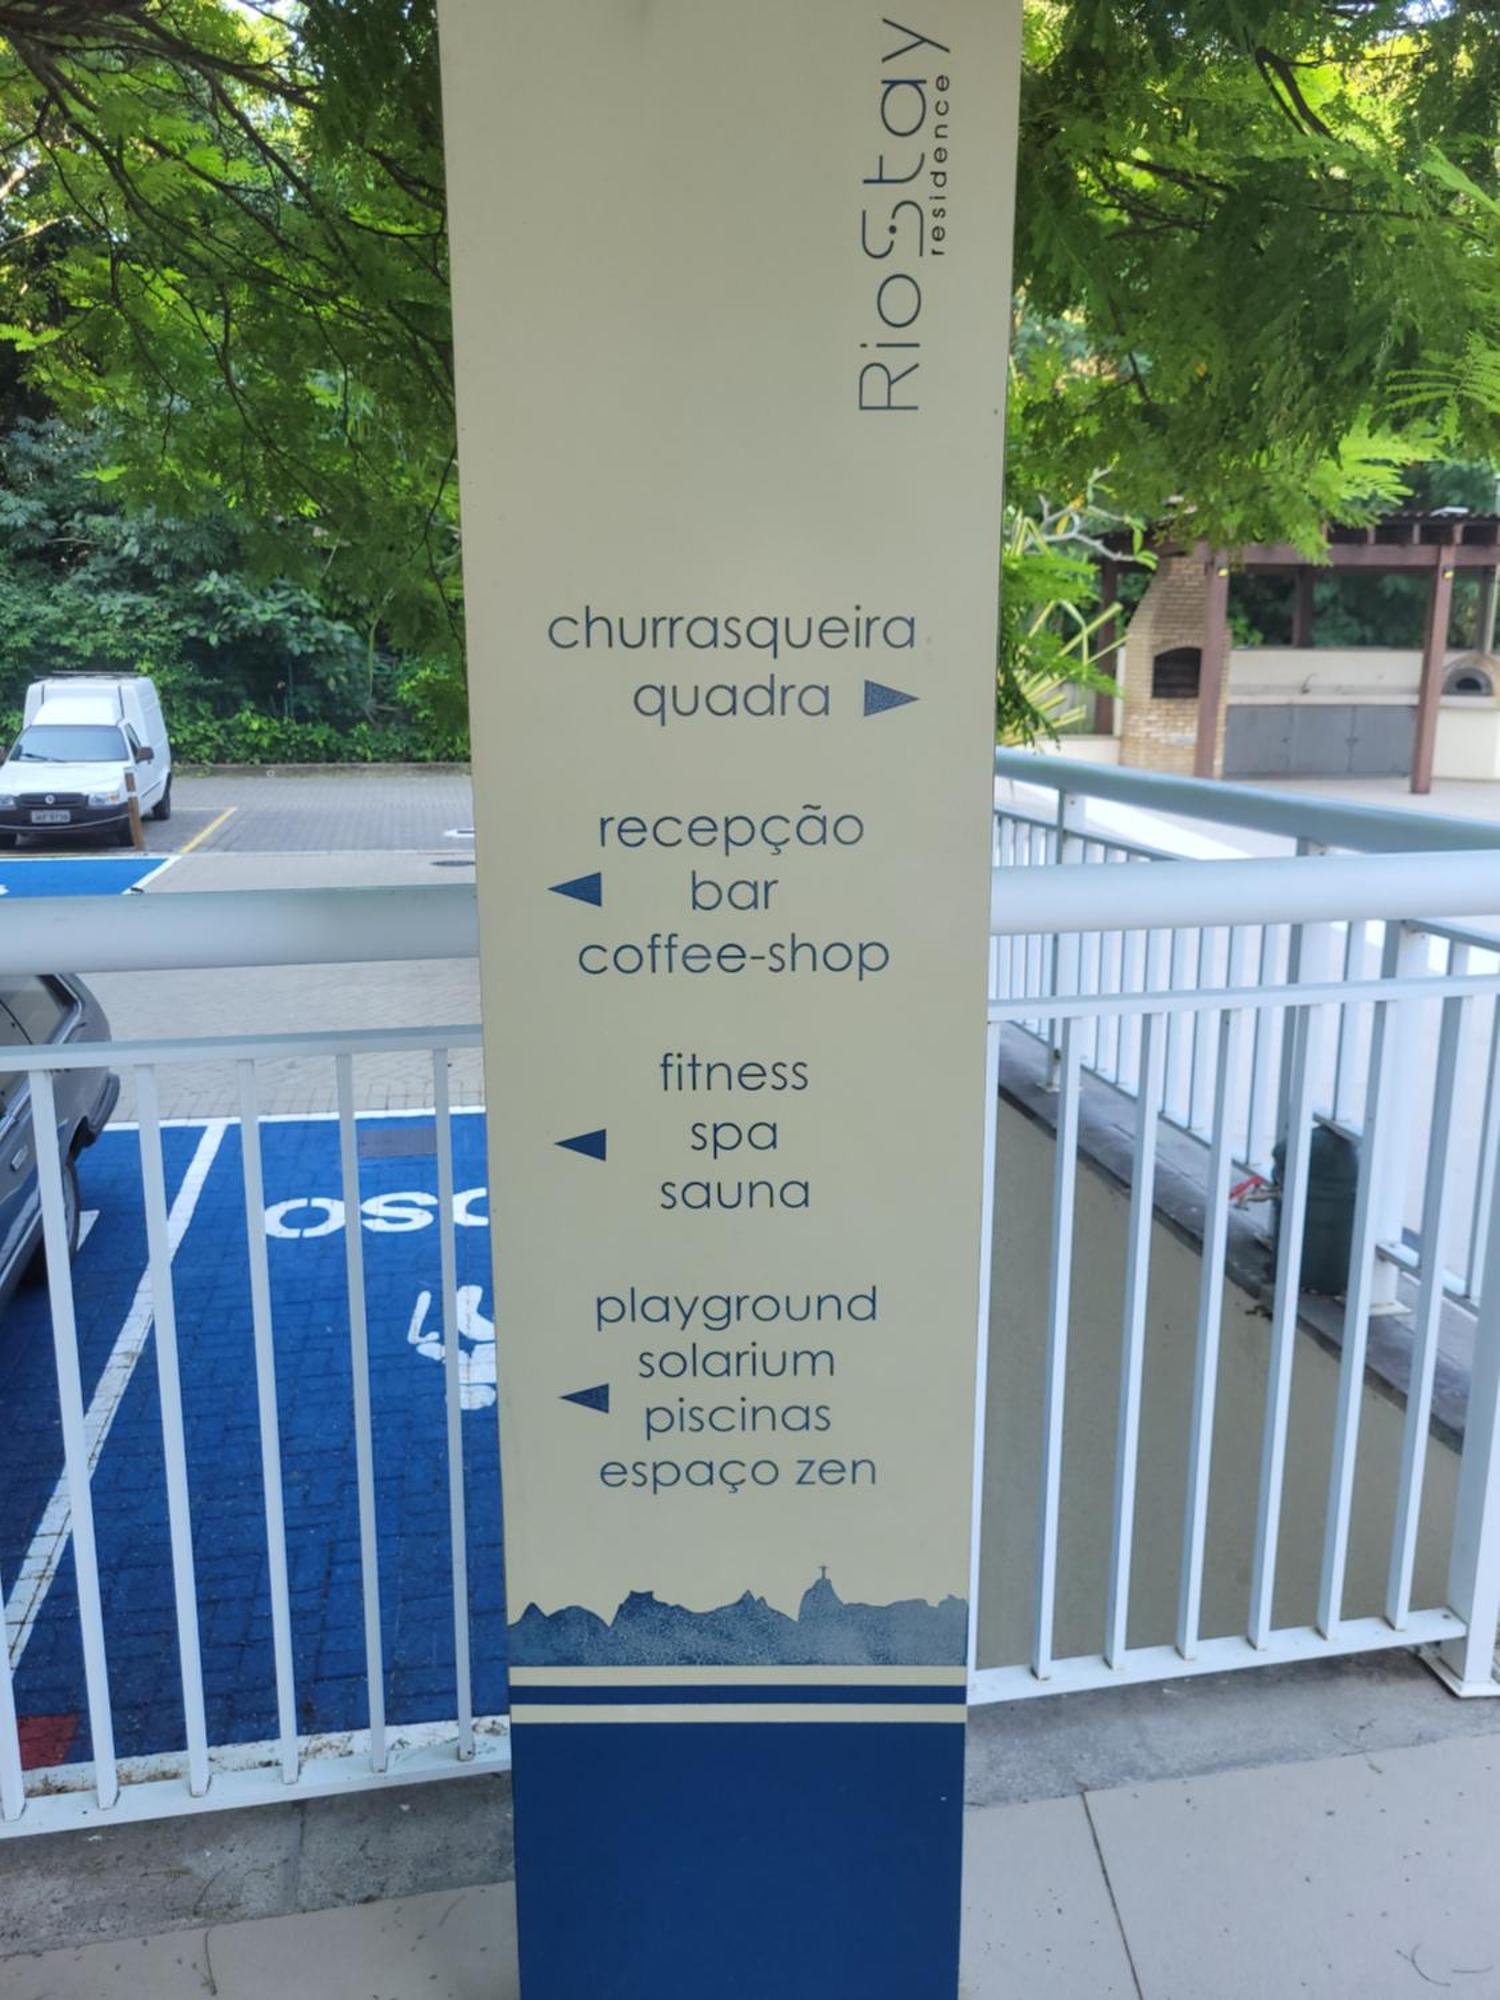 RioStay
residence
churrasqueira
quadra
recepção
bar
coffee-shop
fitness
spa
sauna
playground
solarium
piscinas
espaço zen